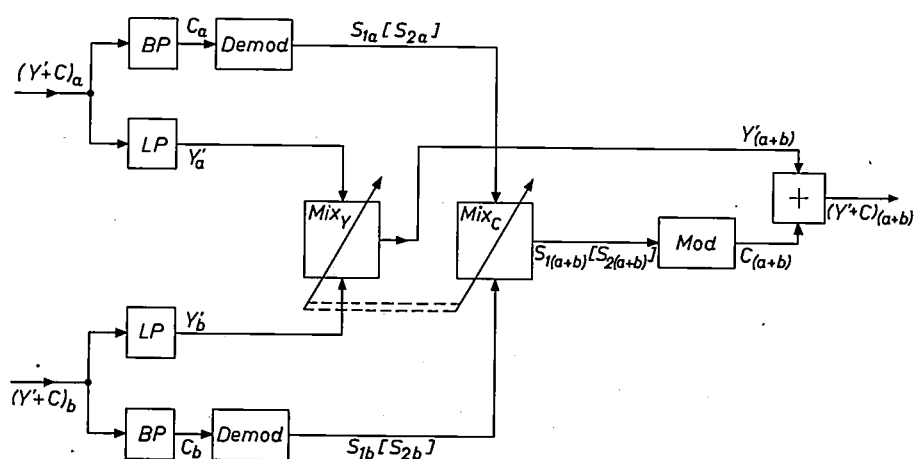 C_a
S_1a [S_2a]
BP
Demod
(Y'+C)_a
LP
Y'_a
Y'_(a+b)
Mix_Y
Mix_C
+
(Y'+C)_(a+b)
S_1(a+b) [S_2(a+b)]
Mod
C_(a+b)
LP
Y'_b
(Y'+C)_b
BP
Demod
C_b
S_1b [S_2b]